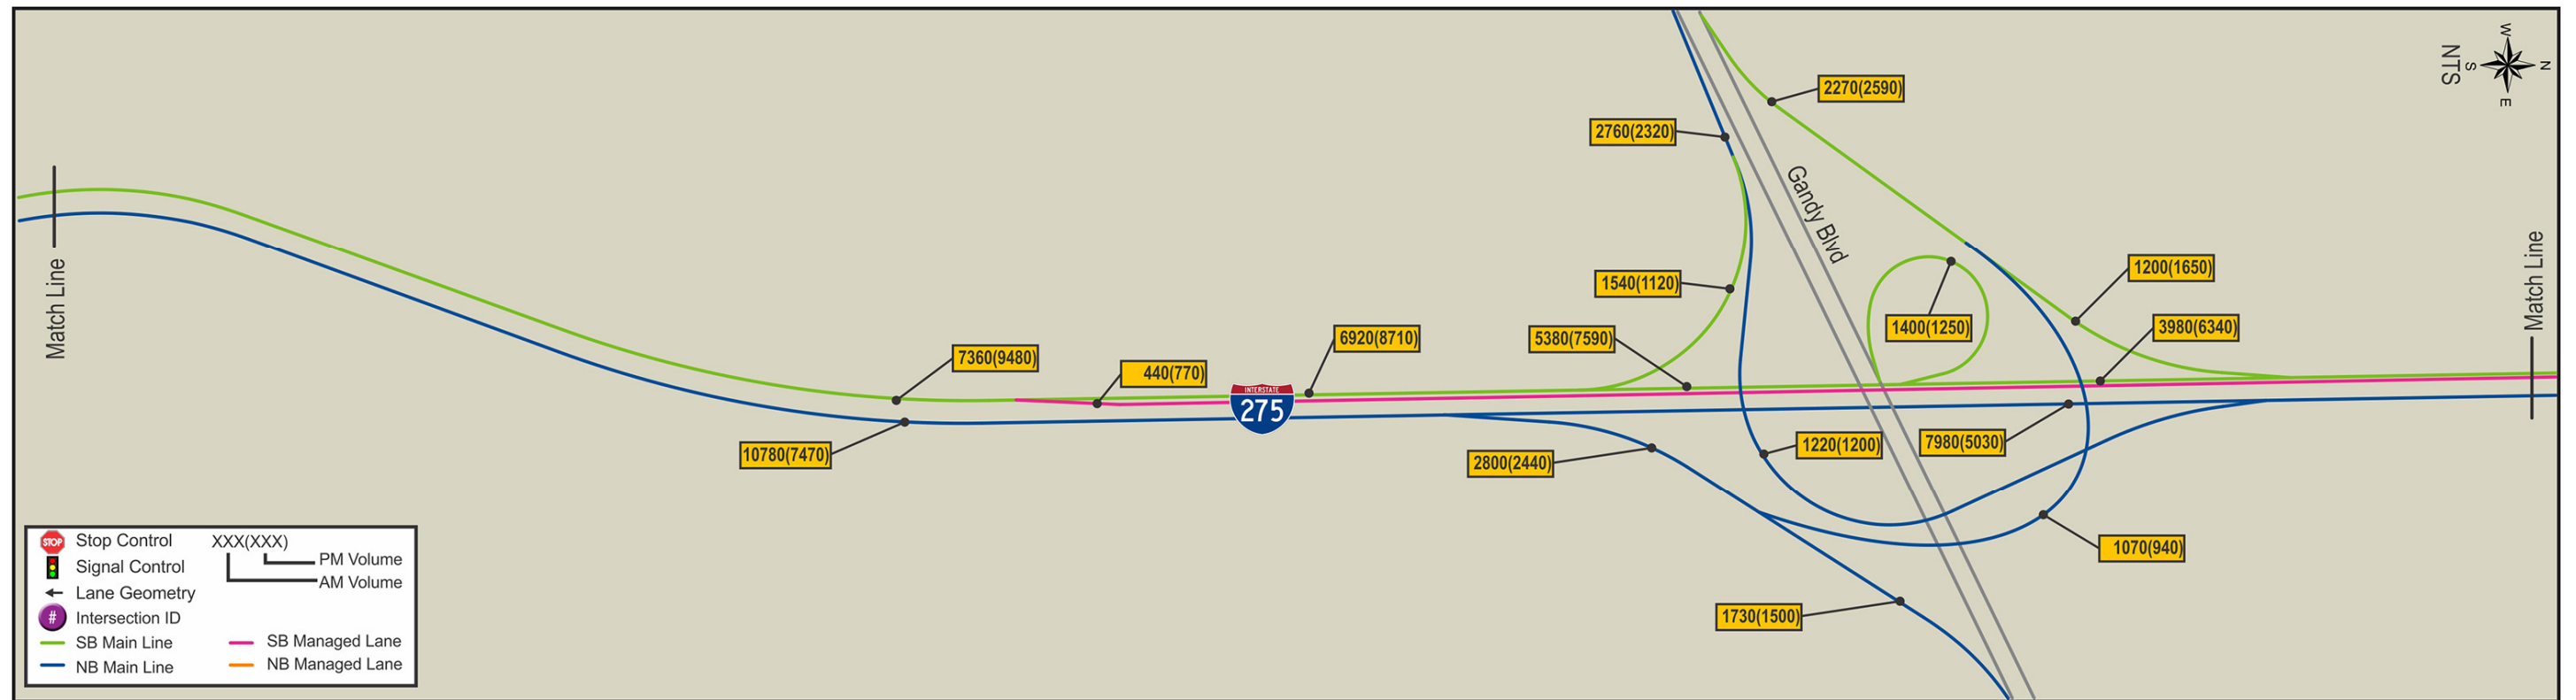 W
N
S
E
NTS
2270(2590)
2760(2320)
Gandy Blvd
1540(1120)
1200(1650)
1400(1250)
3980(6340)
6920(8710)
5380(7590)
7360(9480)
440(770)
INTERSTATE
275
10780(7470)
2800(2440)
1220(1200)
7980(5030)
1070(940)
1730(1500)
Match Line
Match Line
STOP Stop Control
XXX(XXX)
PM Volume
Signal Control
AM Volume
Lane Geometry
# Intersection ID
SB Main Line
SB Managed Lane
NB Main Line
NB Managed Lane